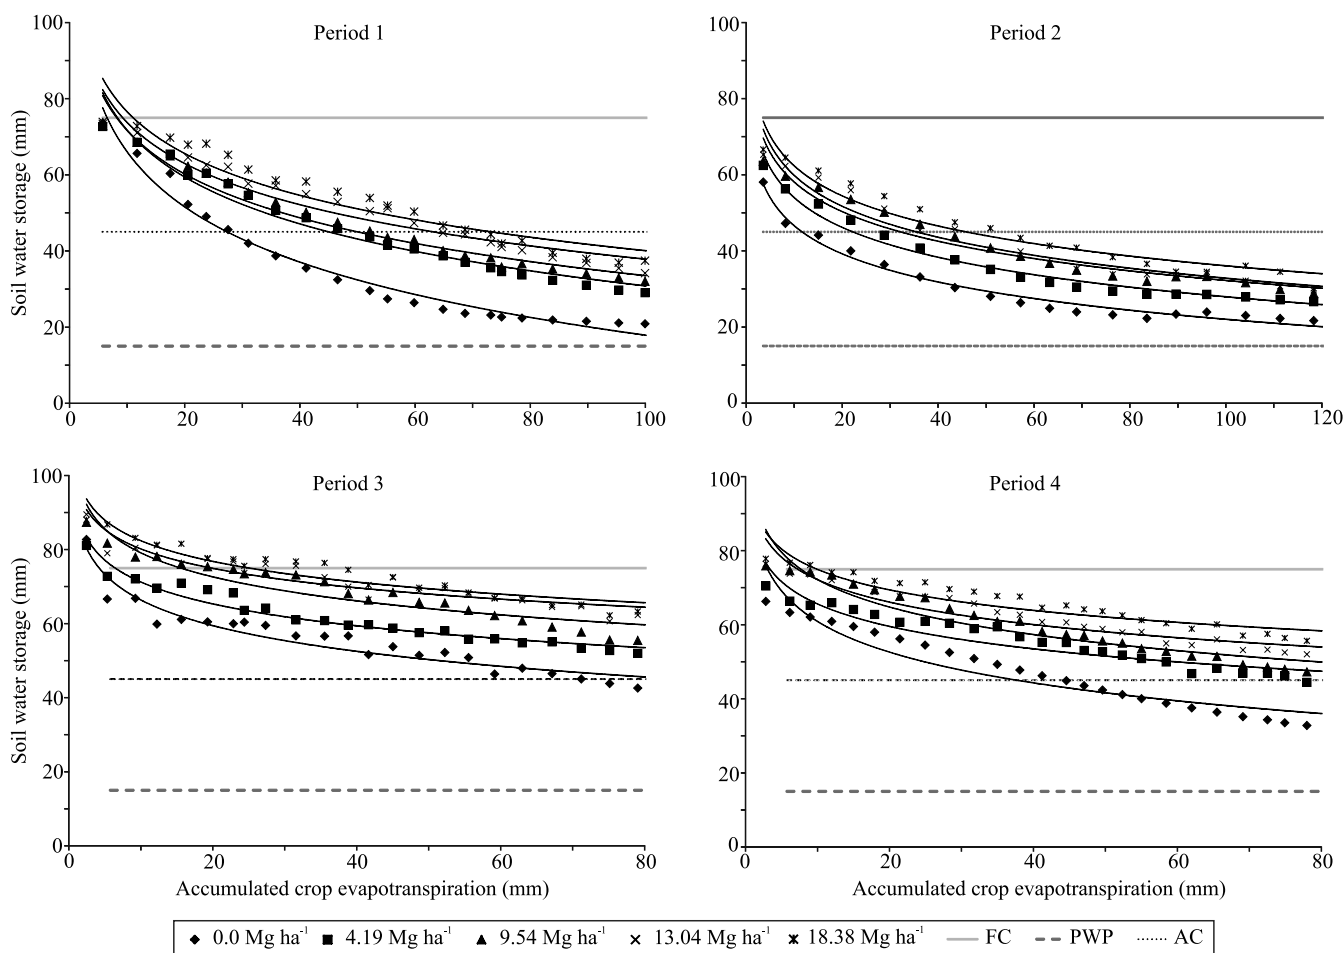 Period 1
Soil water storage (mm)
100
80
60
40
20
0
0 20 40 60 80 100
Period 2
100
80
60
40
20
0
0 20 40 60 80 100 120
Period 3
Soil water storage (mm)
100
80
60
40
20
0
0 20 40 60 80
Accumulated crop evapotranspiration (mm)
Period 4
100
80
60
40
20
0
0 20 40 60 80
Accumulated crop evapotranspiration (mm)
0.0 Mg ha⁻¹ 4.19 Mg ha⁻¹ 9.54 Mg ha⁻¹ 13.04 Mg ha⁻¹ 18.38 Mg ha⁻¹ FC PWP AC